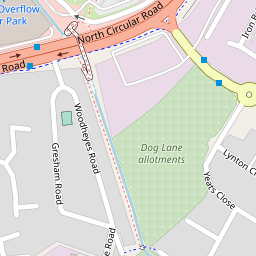 Overflow
r Park
North Circular Road
Road
Iron
Woodheyes Road
Gresham Road
Dog Lane
allotments
Lynton C
Years Close
e Road